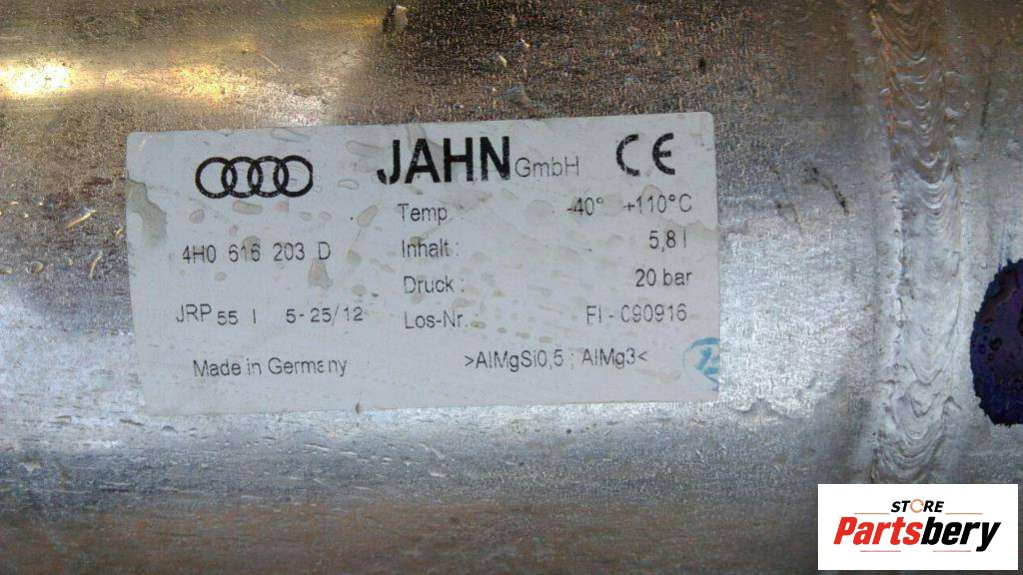 JAHN GmbH CE
Temp. -40° +110°C
4H0 616 203 D
Inhalt : 5,8 l
Druck : 20 bar
JRP 55 I 5-25/12
Los-Nr. FI - C90916
Made in Germany >AlMgSi0,5 ; AlMg3<
STORE
Partsbery